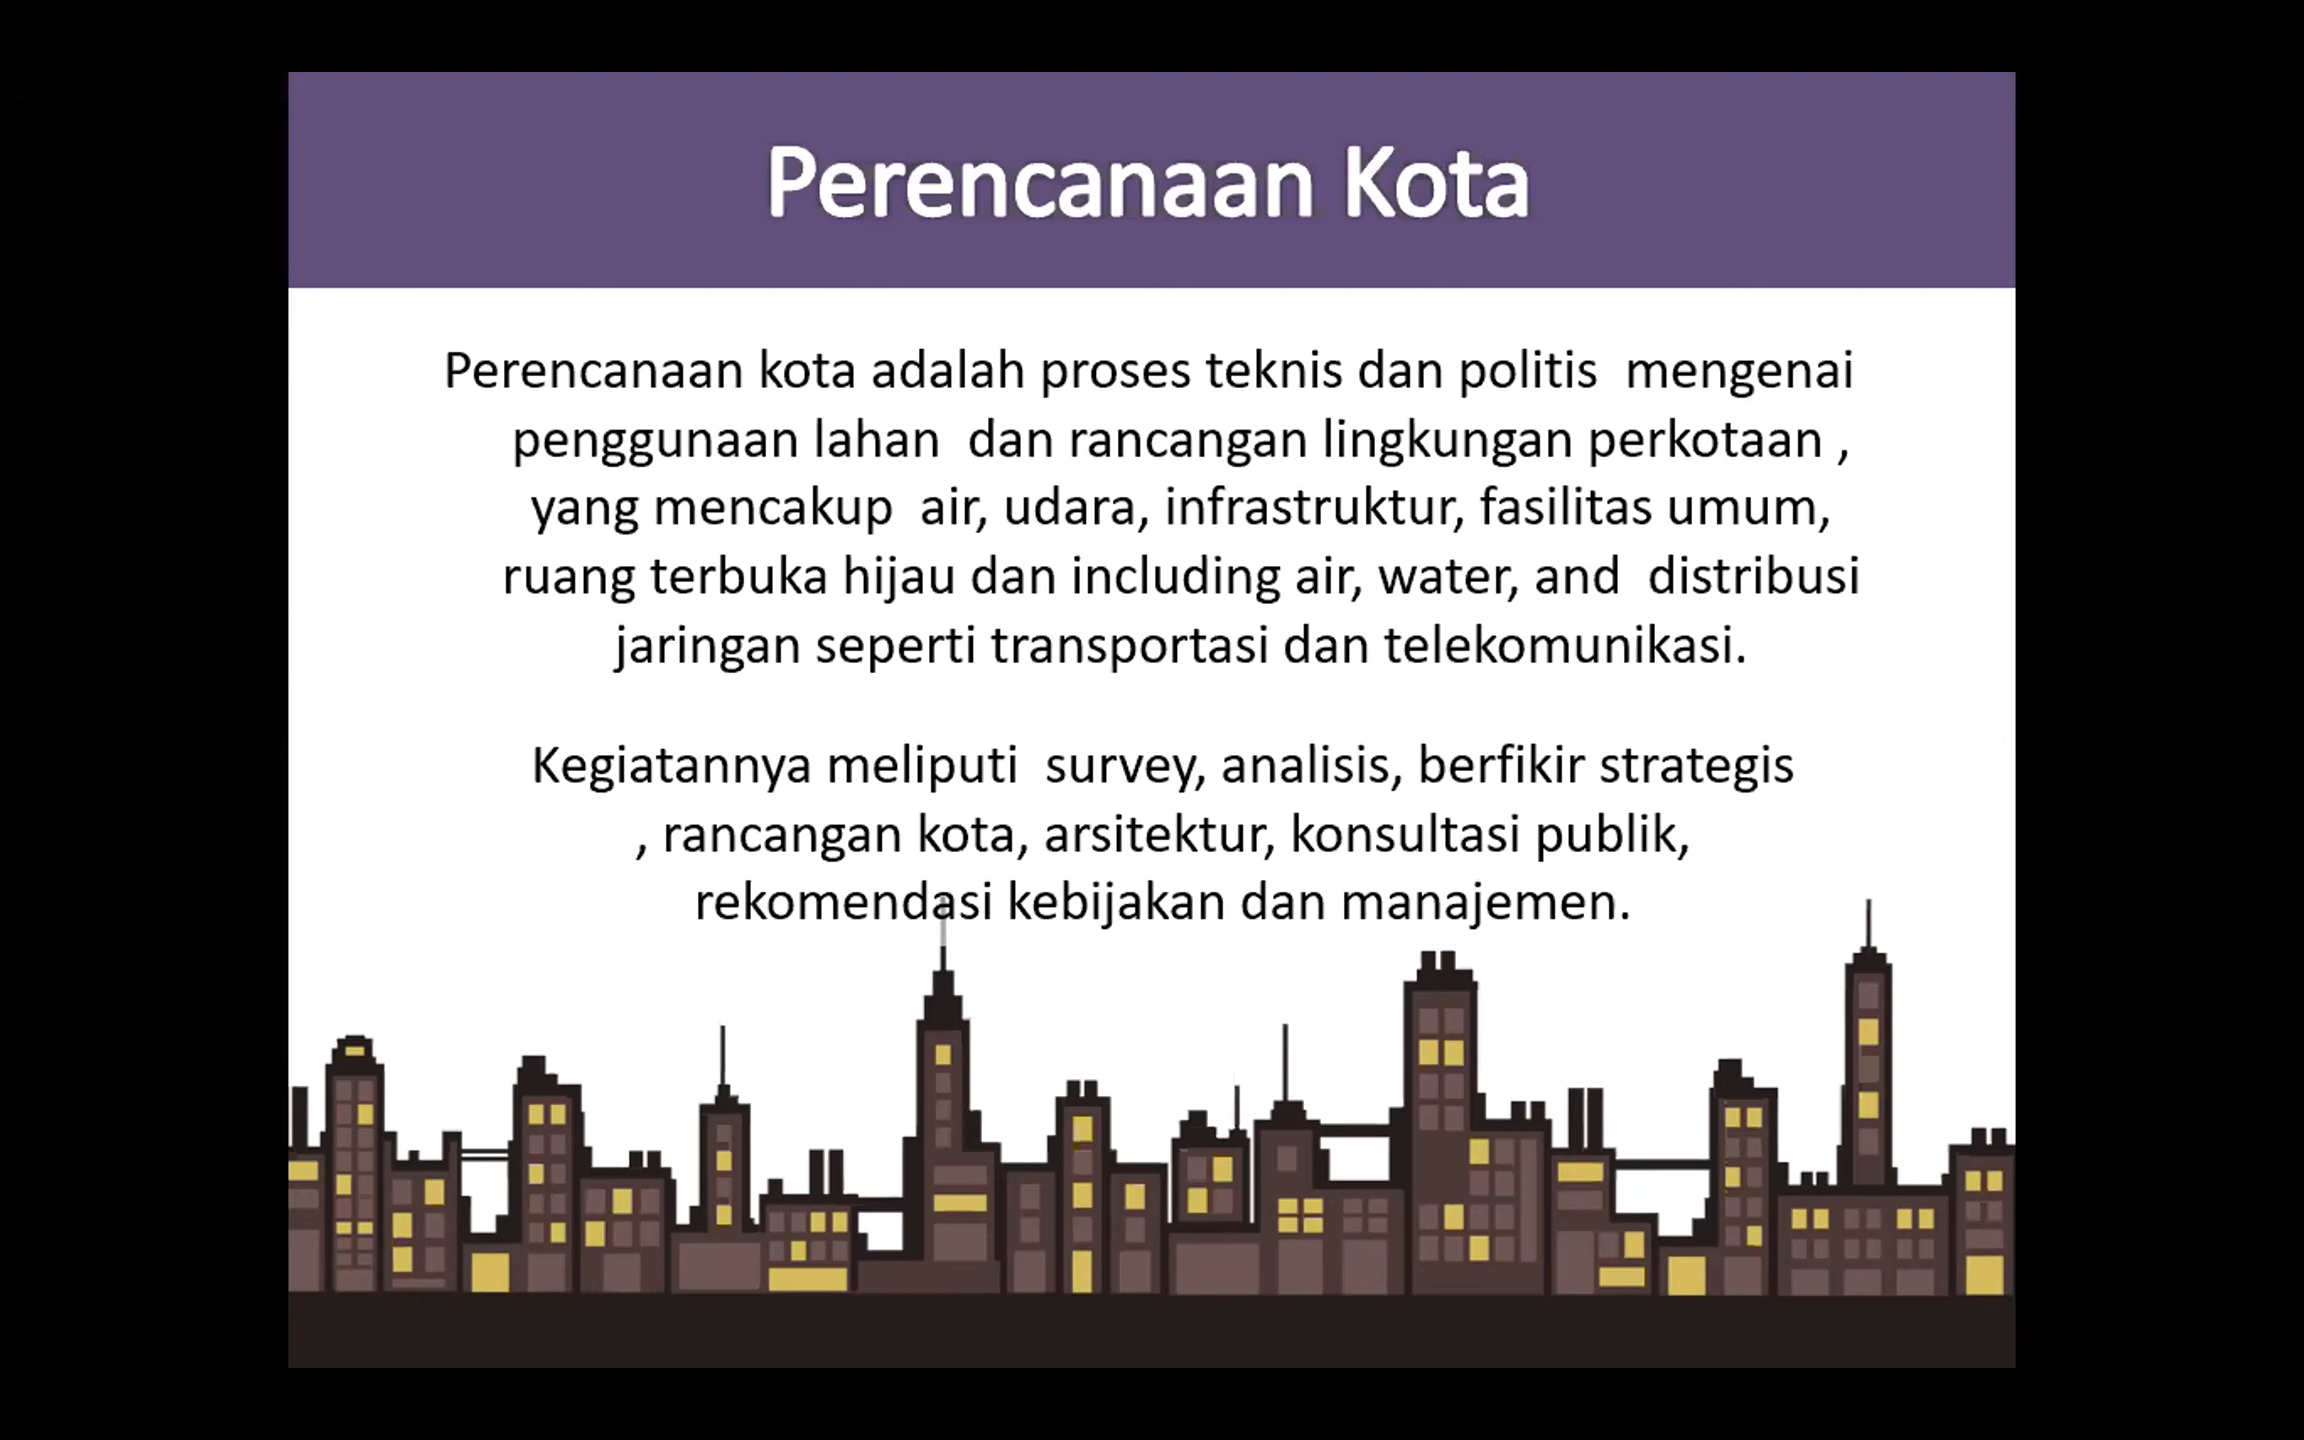 Perencanaan Kota
Perencanaan kota adalah proses teknis dan politis  mengenai
penggunaan lahan  dan rancangan lingkungan perkotaan ,
yang mencakup  air, udara, infrastruktur, fasilitas umum,
ruang terbuka hijau dan including air, water, and  distribusi
jaringan seperti transportasi dan telekomunikasi.
Kegiatannya meliputi  survey, analisis, berfikir strategis
, rancangan kota, arsitektur, konsultasi publik,
rekomendasi kebijakan dan manajemen.